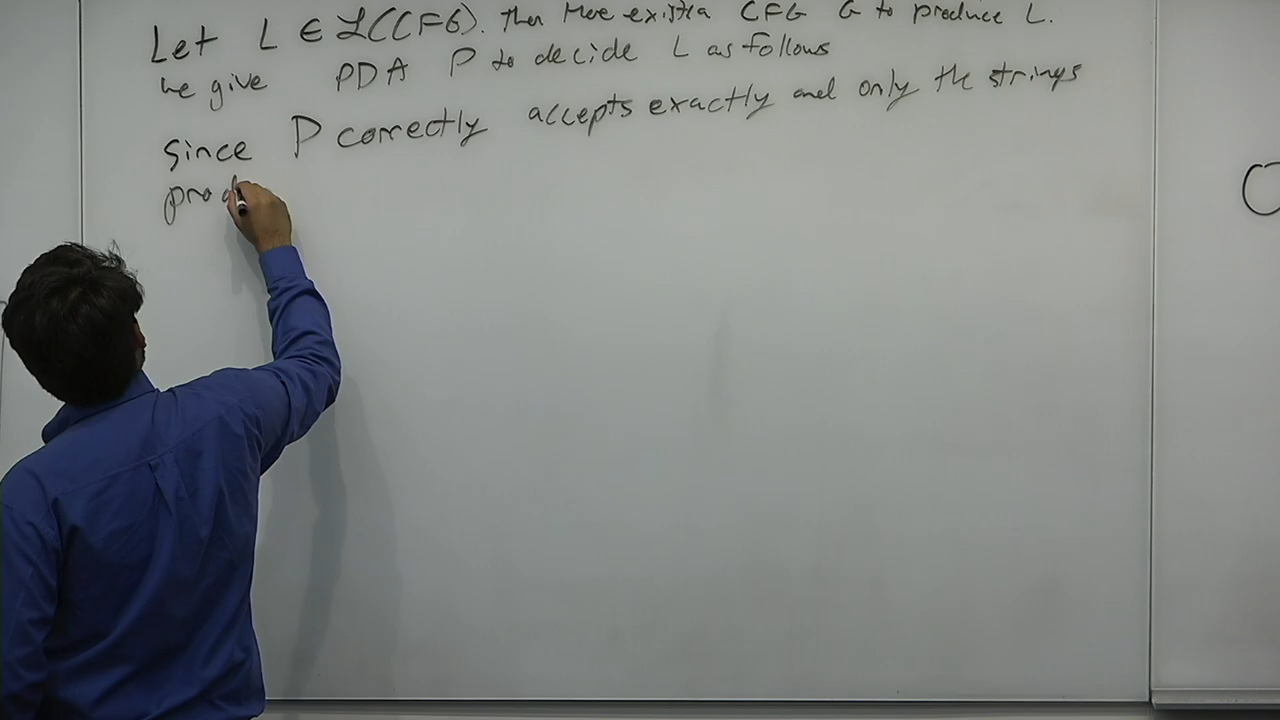 Let L ∈ ℒ(CFG). Then there exists a CFG G to produce L.
we give PDA P to decide L as follows
since P correctly accepts exactly and only the strings
prod